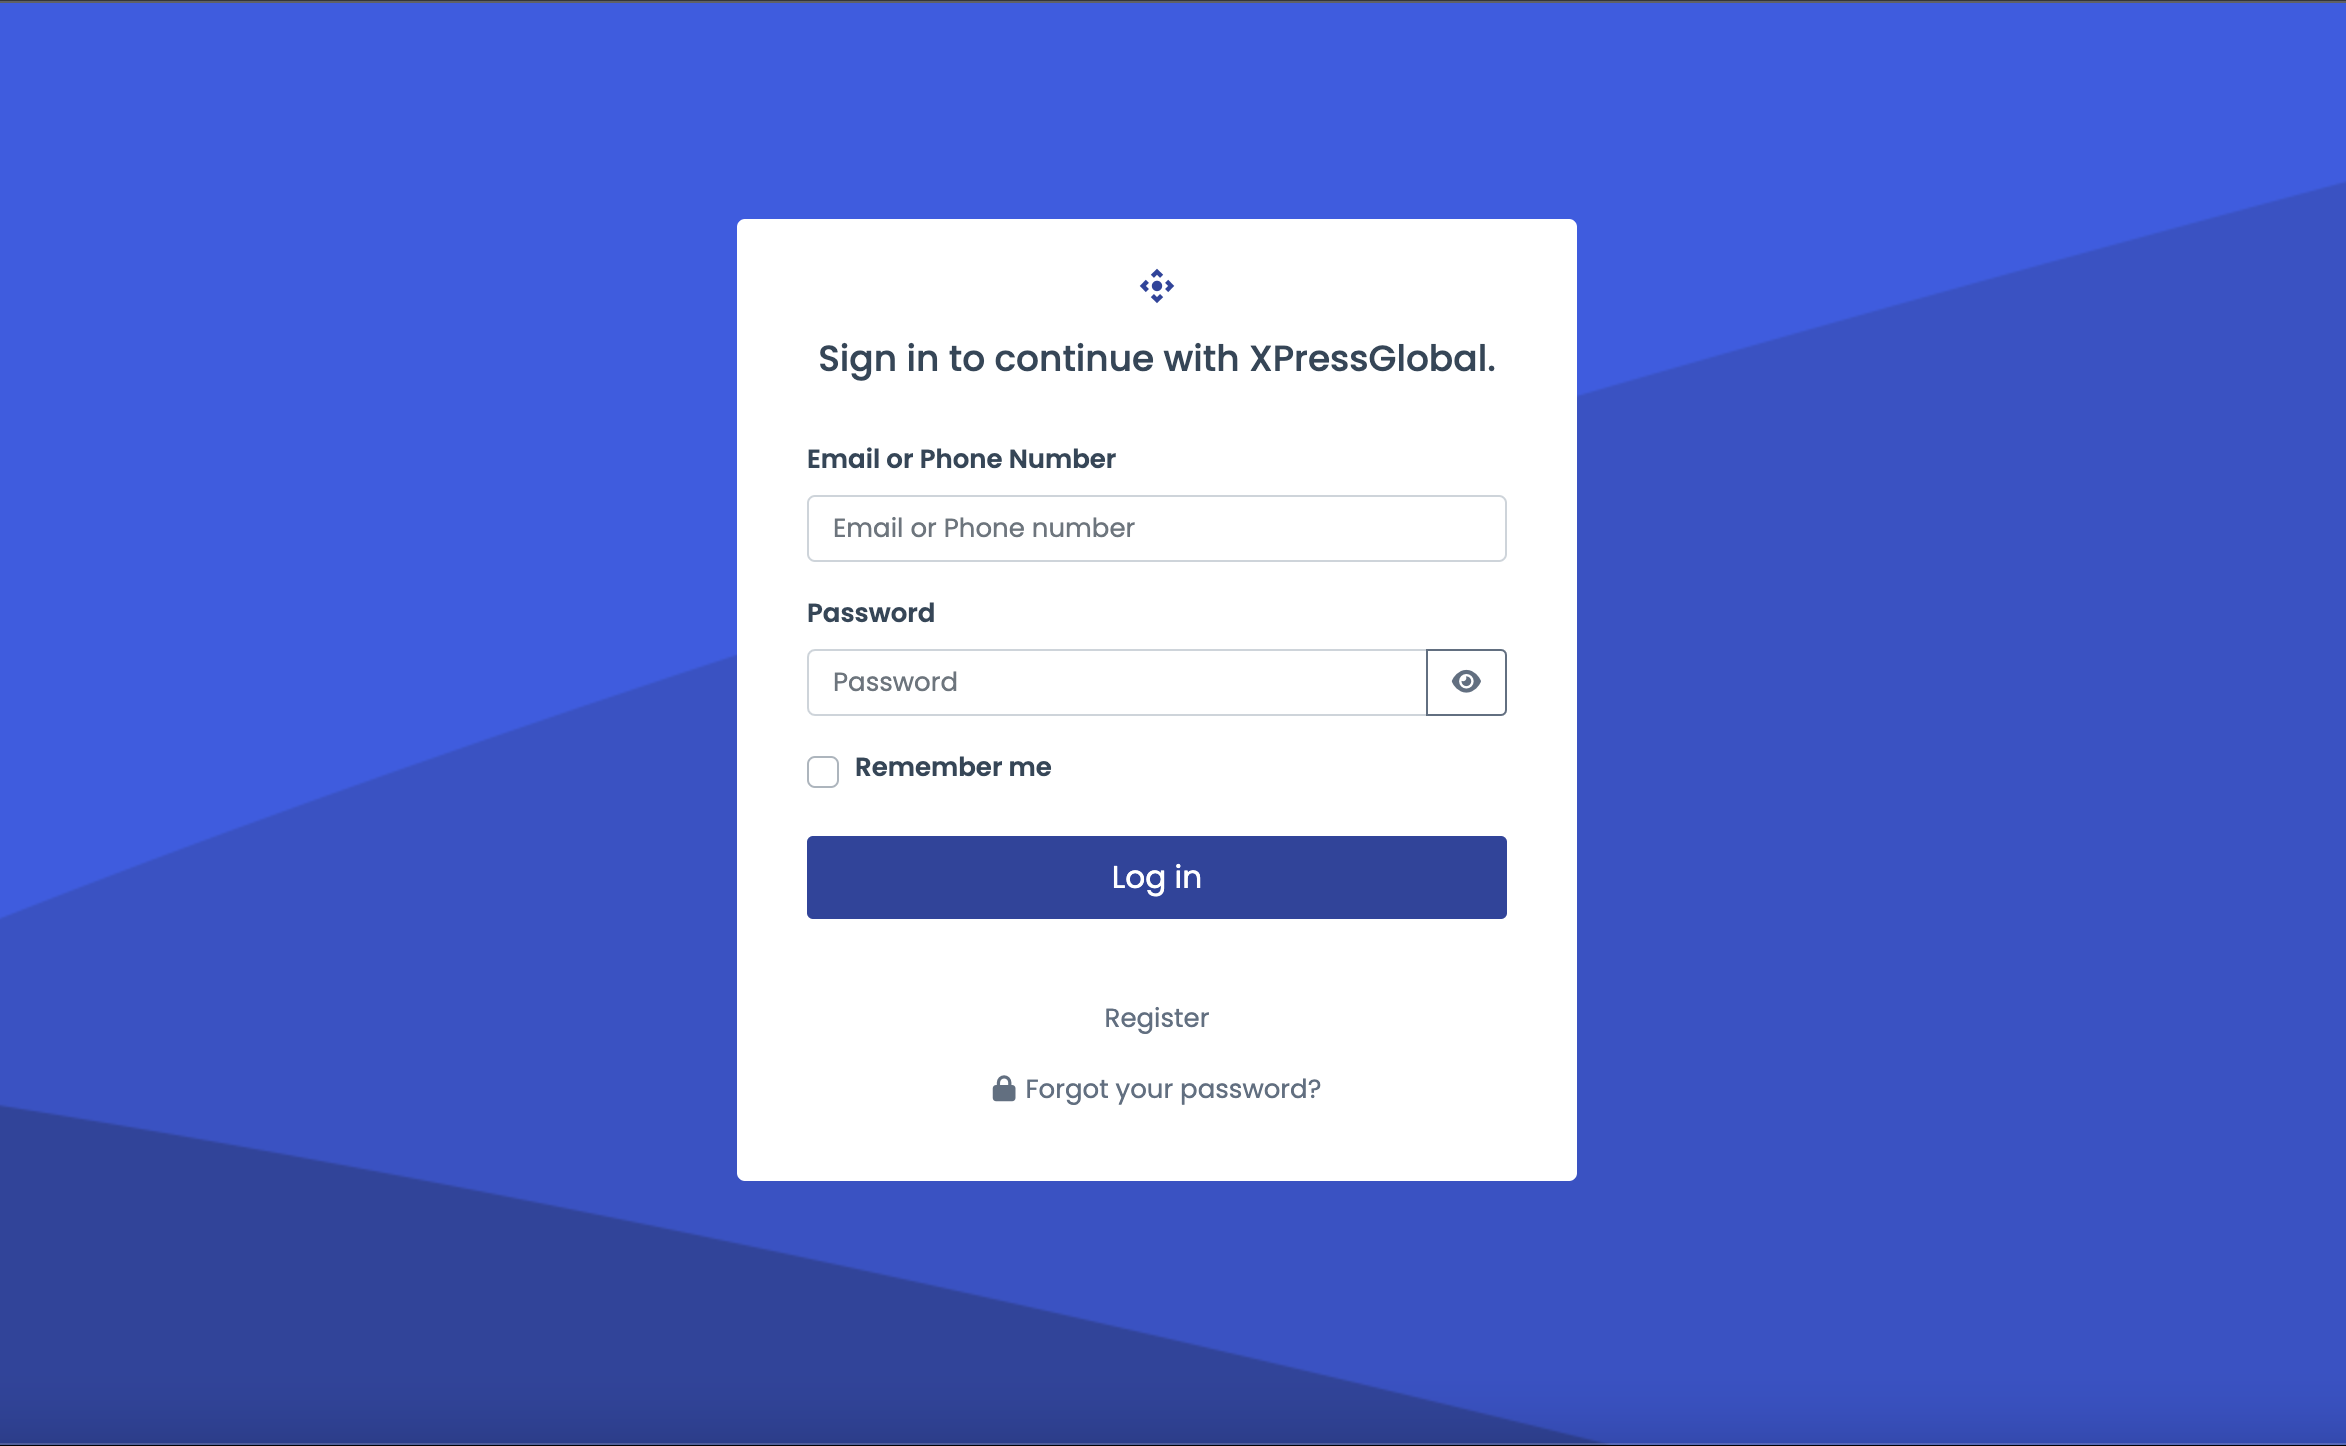 Sign in to continue with XPressGlobal.
Email or Phone Number
Email or Phone number
Password
Password
Remember me
Log in
Register
Forgot your password?